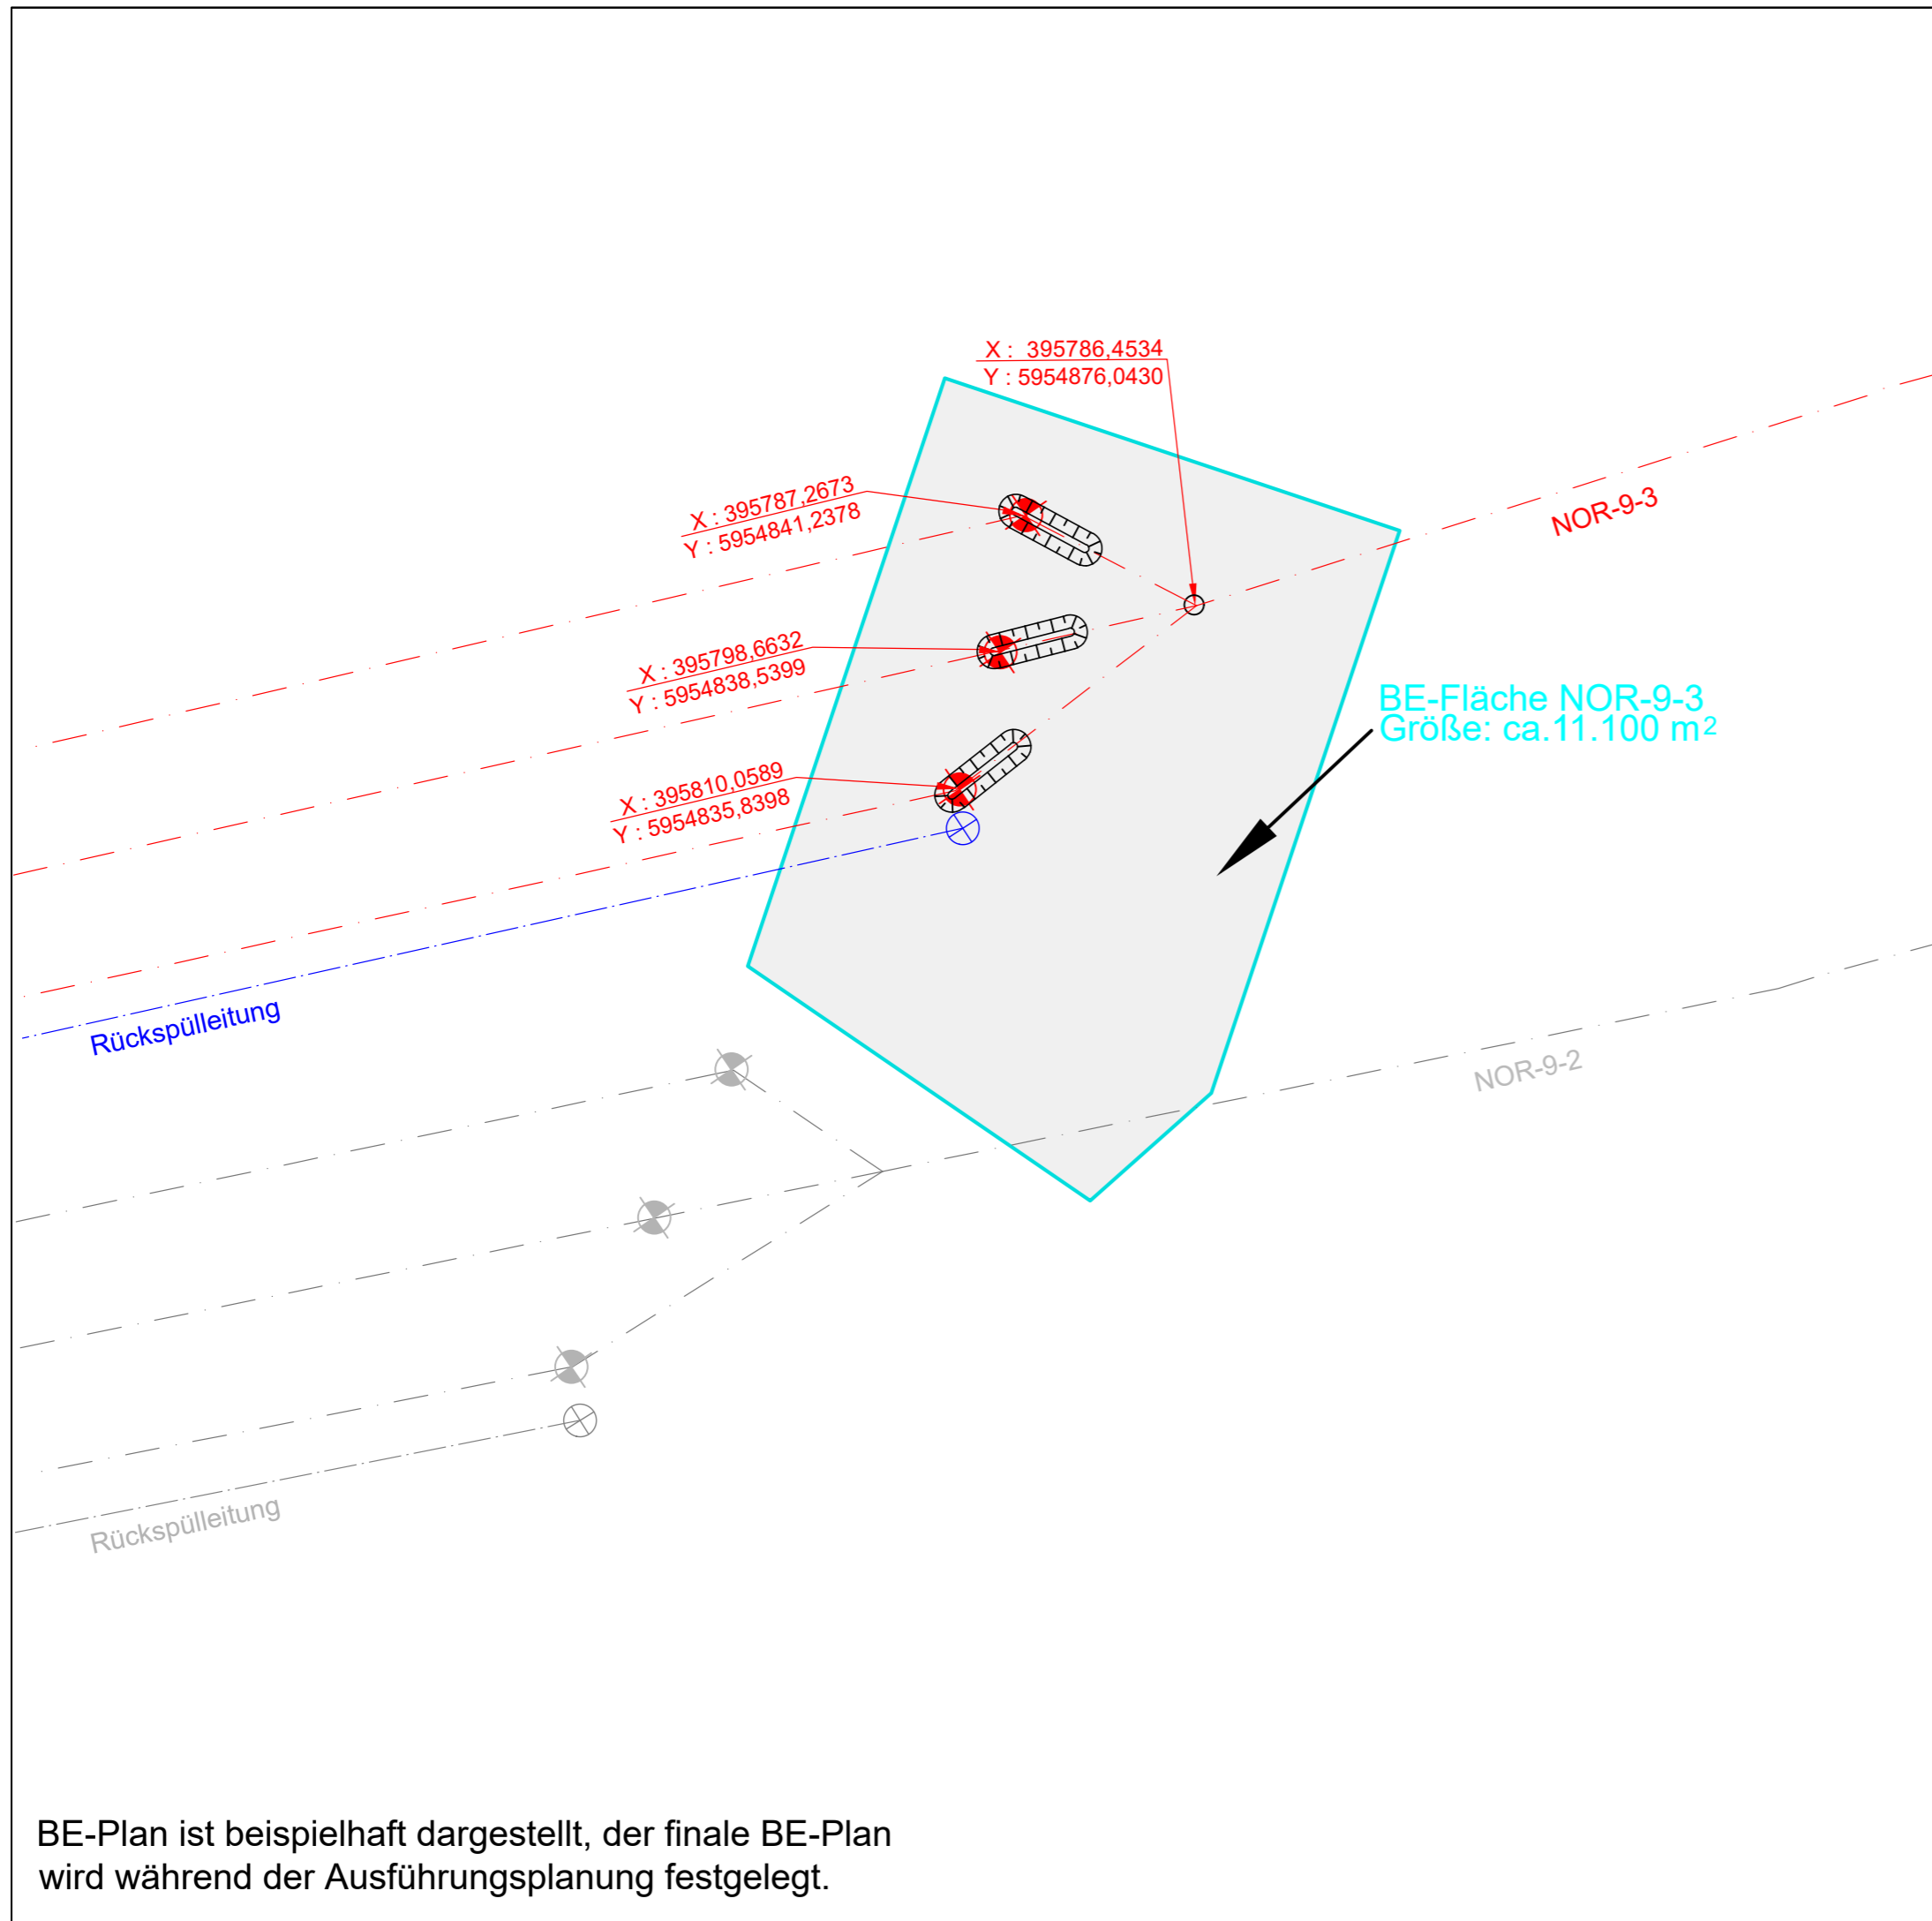 X : 395786,4534
Y : 5954876,0430
X : 395787,2673
Y : 5954841,2378
NOR-9-3
X : 395798,6632
Y : 5954838,5399
BE-Fläche NOR-9-3
Größe: ca.11.100 m²
X : 395810,0589
Y : 5954835,8398
Rückspülleitung
NOR-9-2
Rückspülleitung
BE-Plan ist beispielhaft dargestellt, der finale BE-Plan
wird während der Ausführungsplanung festgelegt.